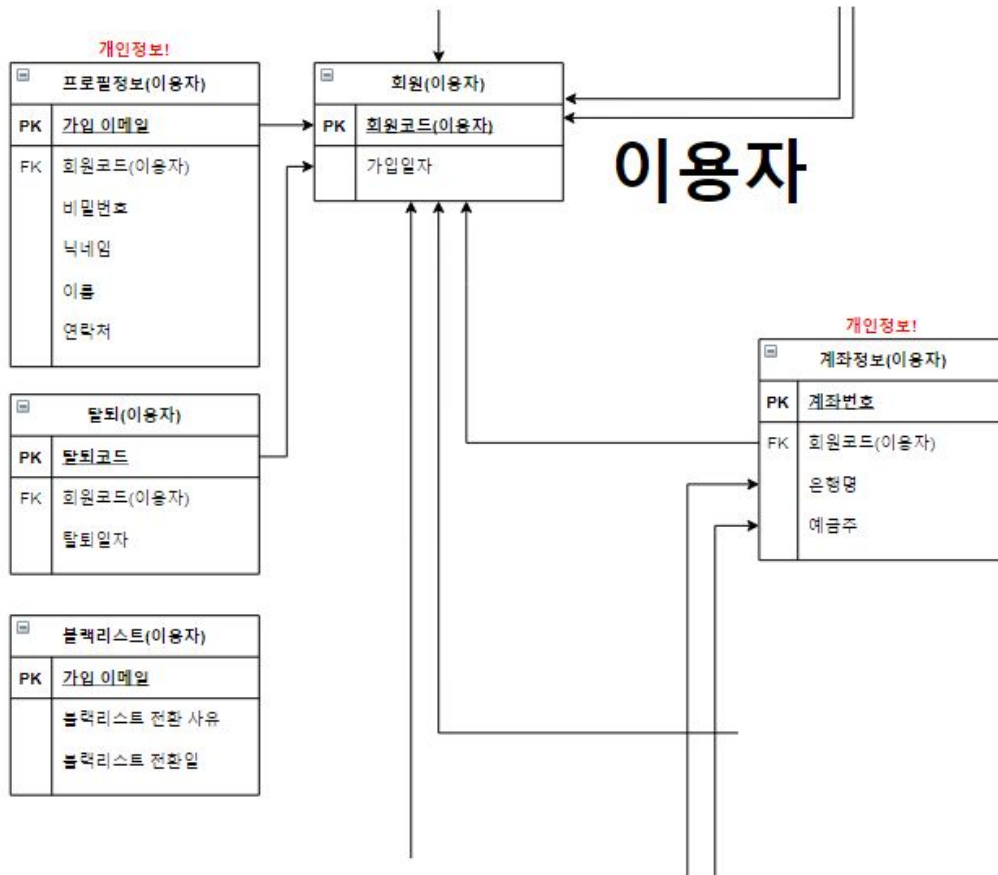 개인정보!
프로필정보(이용자)
PK 가입 이메일
FK 회원코드(이용자)
비밀번호
닉네임
이름
연락처
회원(이용자)
PK 회원코드(이용자)
가입일자
이용자
탈퇴(이용자)
PK 탈퇴코드
FK 회원코드(이용자)
탈퇴일자
개인정보!
계좌정보(이용자)
PK 계좌번호
FK 회원코드(이용자)
은행명
예금주
블랙리스트(이용자)
PK 가입 이메일
블랙리스트 전환 사유
블랙리스트 전환일